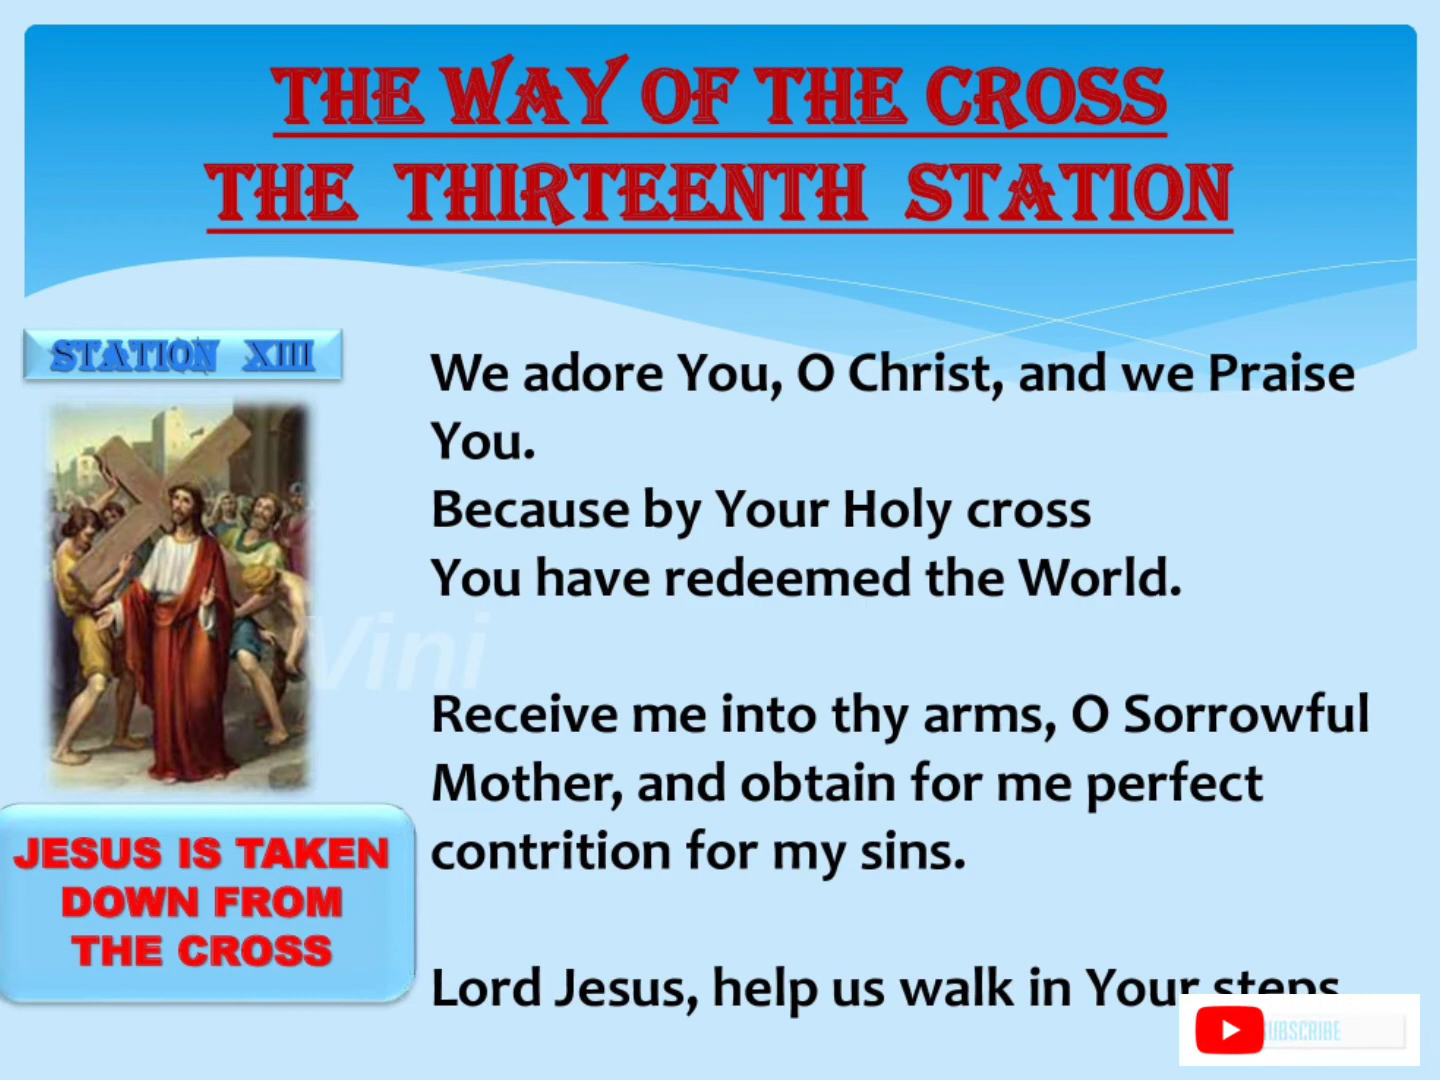 THE WAY OF THE CROSS
THE THIRTEENTH STATION
STATION XIII
We adore You, O Christ, and we Praise
You.
Because by Your Holy cross
You have redeemed the World.
Vini
Receive me into thy arms, O Sorrowful
Mother, and obtain for me perfect
contrition for my sins.
JESUS IS TAKEN
DOWN FROM
THE CROSS
Lord Jesus, help us walk in Your steps
SUBSCRIBE